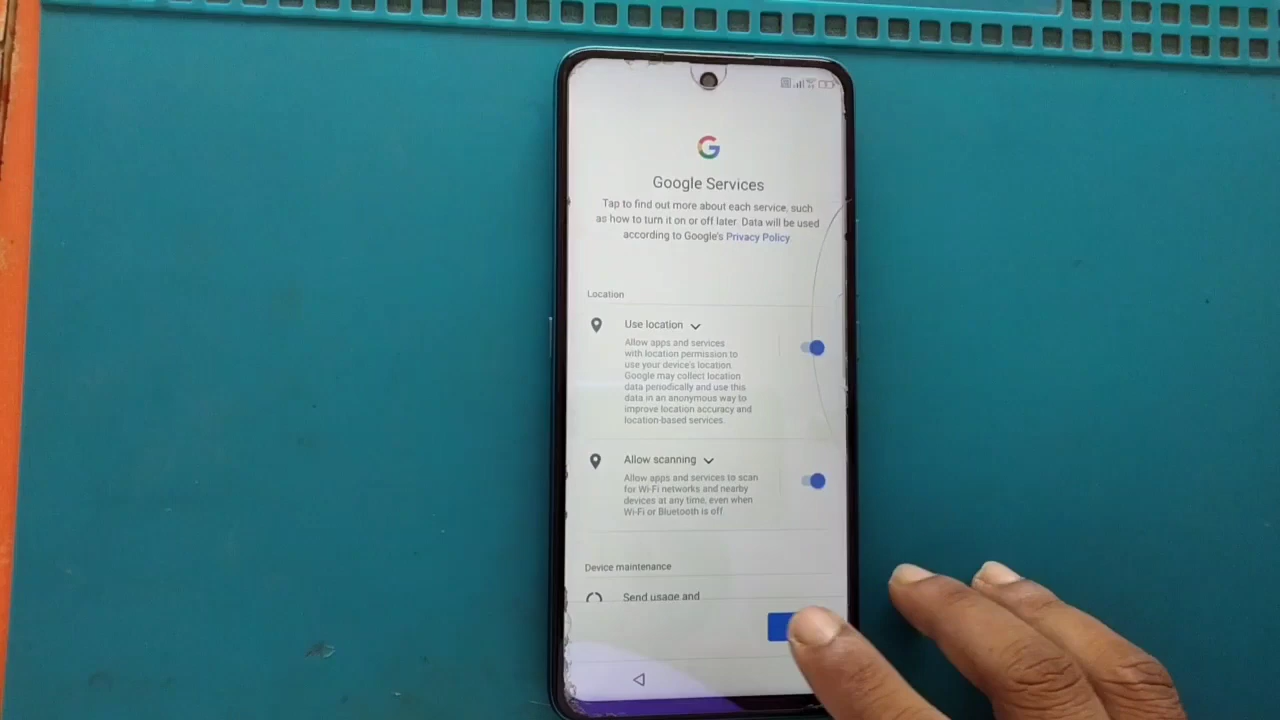 Google Services
Tap to find out more about each service, such
as how to turn it on or off later. Data will be used
according to Google's Privacy Policy.
Location
Use location
Allow apps and services
with location permission to
use your device's location.
Google may collect location
data periodically and use this
data in an anonymous way to
improve location accuracy and
location-based services.
Allow scanning
Allow apps and services to scan
for Wi-Fi networks and nearby
devices at any time, even when
Wi-Fi or Bluetooth is off.
Device maintenance
Send usage and